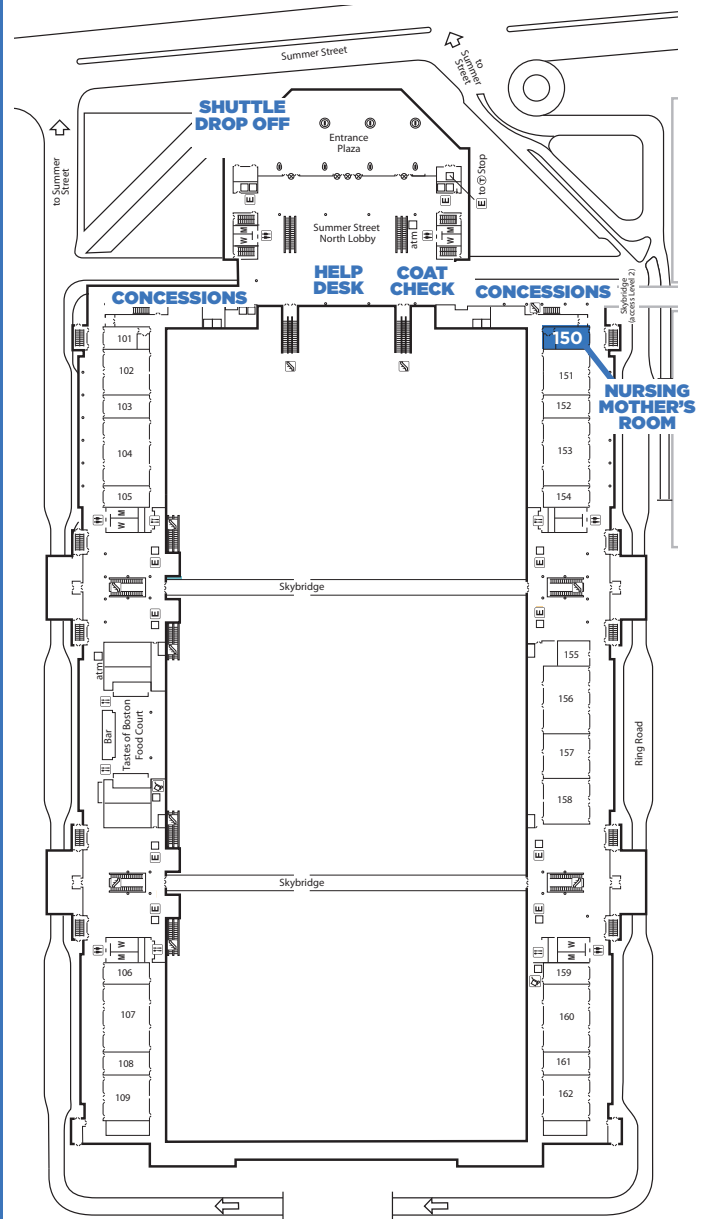 Summer Street
to
Summer
Street
SHUTTLE
DROP OFF
Entrance
Plaza
to Summer
Street
E to T Stop
E
E
Summer Street
North Lobby
atm
W M
W M
HELP
DESK
COAT
CHECK
CONCESSIONS
CONCESSIONS
Skybridge
(access Level 2)
101
150
102
151
NURSING
MOTHER'S
ROOM
103
152
104
153
105
154
W M
E
E
Skybridge
E
E
155
atm
156
Bar
Tastes of Boston
Food Court
157
Ring Road
158
E
E
Skybridge
E
E
M W
M W
106
159
107
160
108
161
109
162